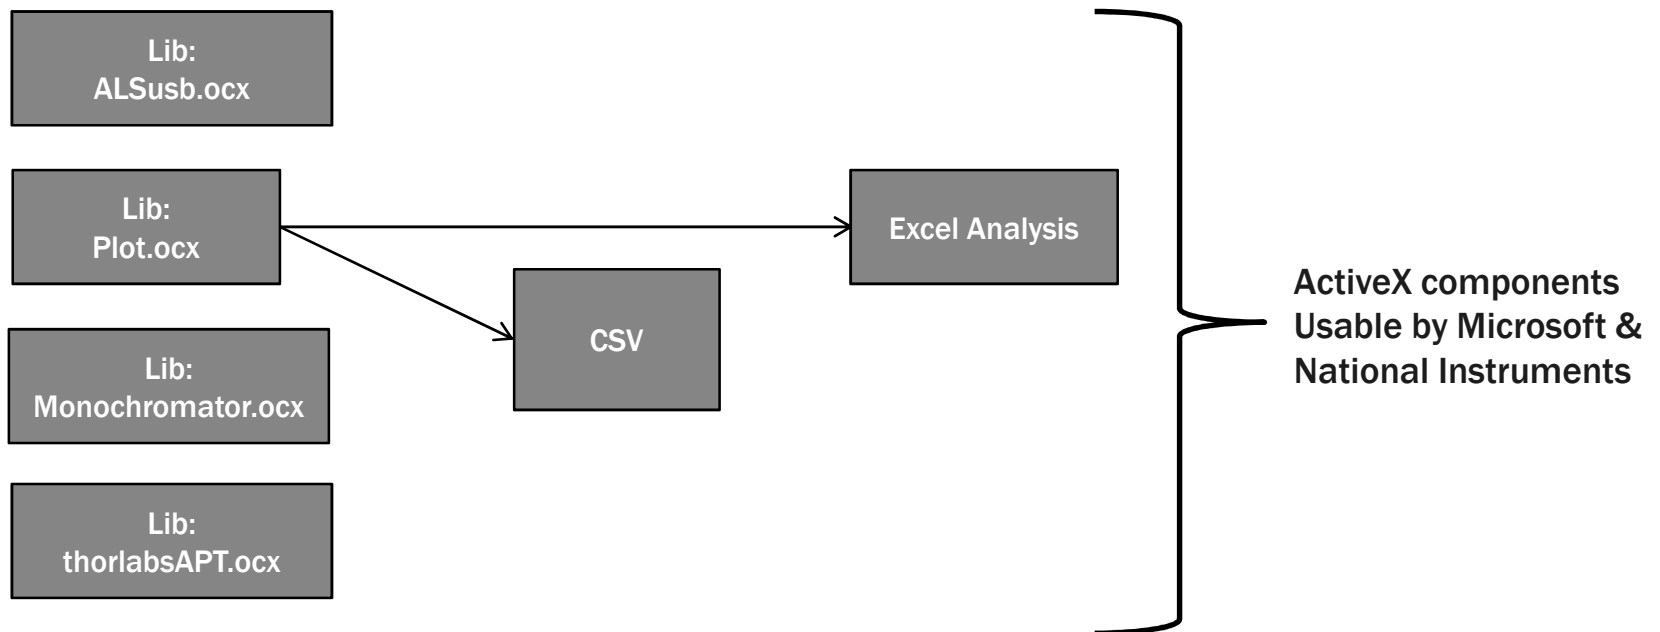 Lib:
ALSusb.ocx
Lib:
Plot.ocx
Excel Analysis
CSV
Lib:
Monochromator.ocx
Lib:
thorlabsAPT.ocx
ActiveX components
Usable by Microsoft &
National Instruments